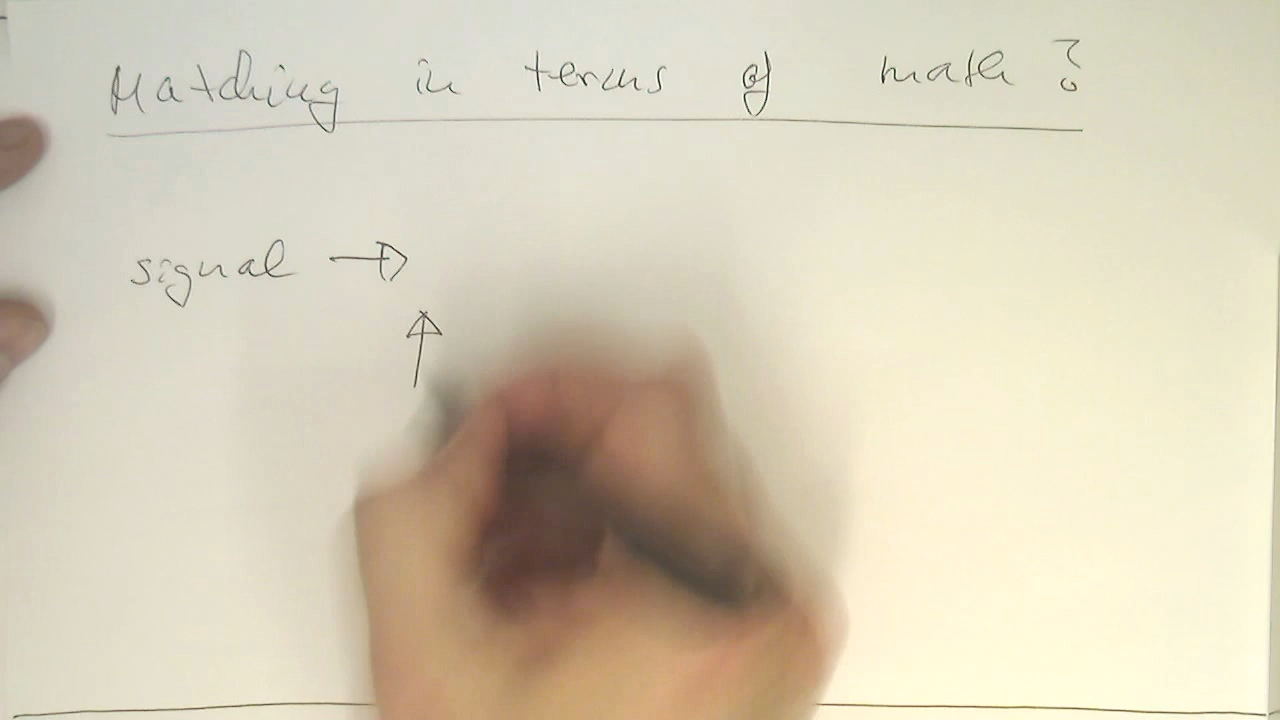 Matching in terms of math ?
signal →
↑